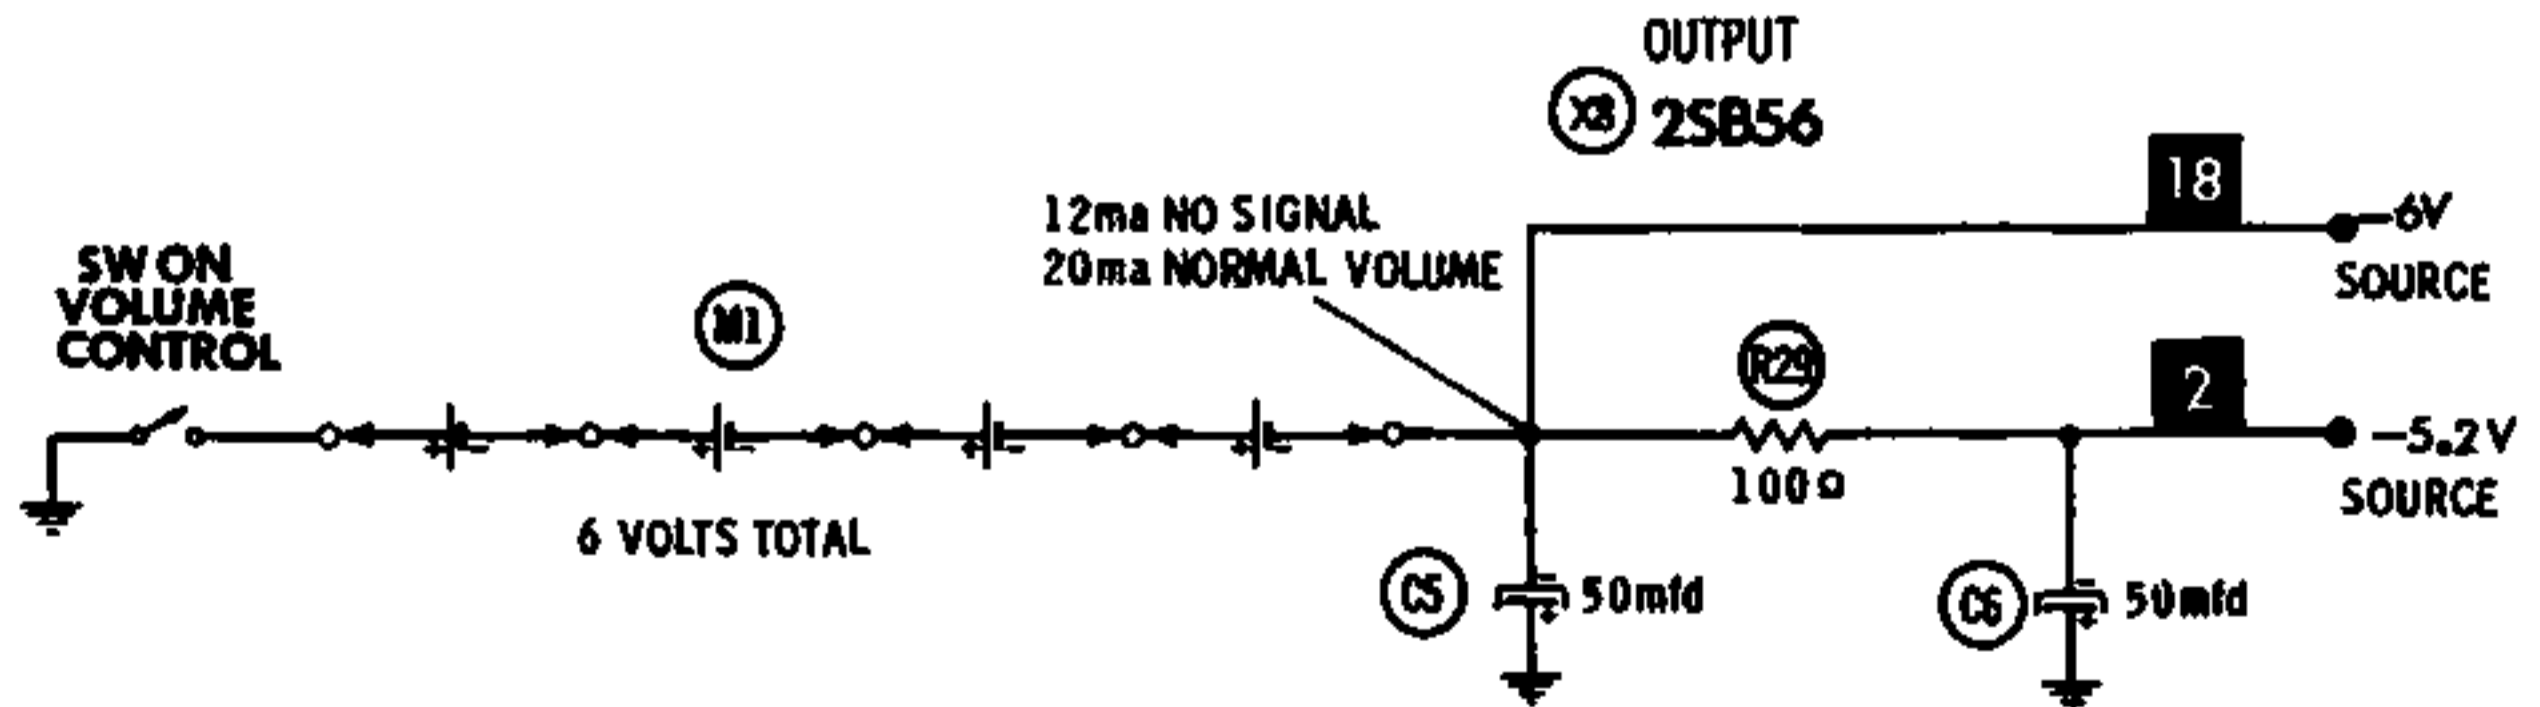 OUTPUT
X8 2SB56
18
12ma NO SIGNAL
20ma NORMAL VOLUME
-6V
SOURCE
SW ON
VOLUME
CONTROL
M1
R29
2
100Ω
-5.2V
SOURCE
6 VOLTS TOTAL
C5
50mfd
C6
50mfd